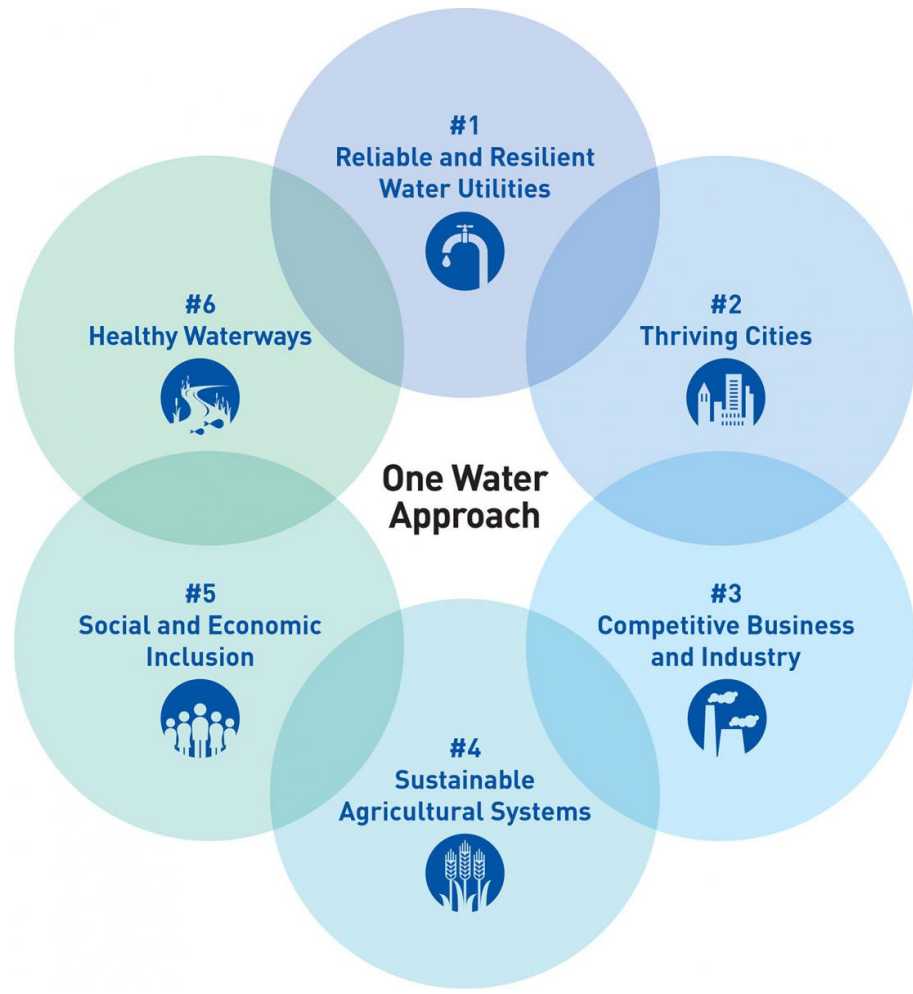 #1
Reliable and Resilient
Water Utilities
#2
Thriving Cities
#3
Competitive Business
and Industry
#4
Sustainable
Agricultural Systems
#5
Social and Economic
Inclusion
#6
Healthy Waterways
One Water
Approach